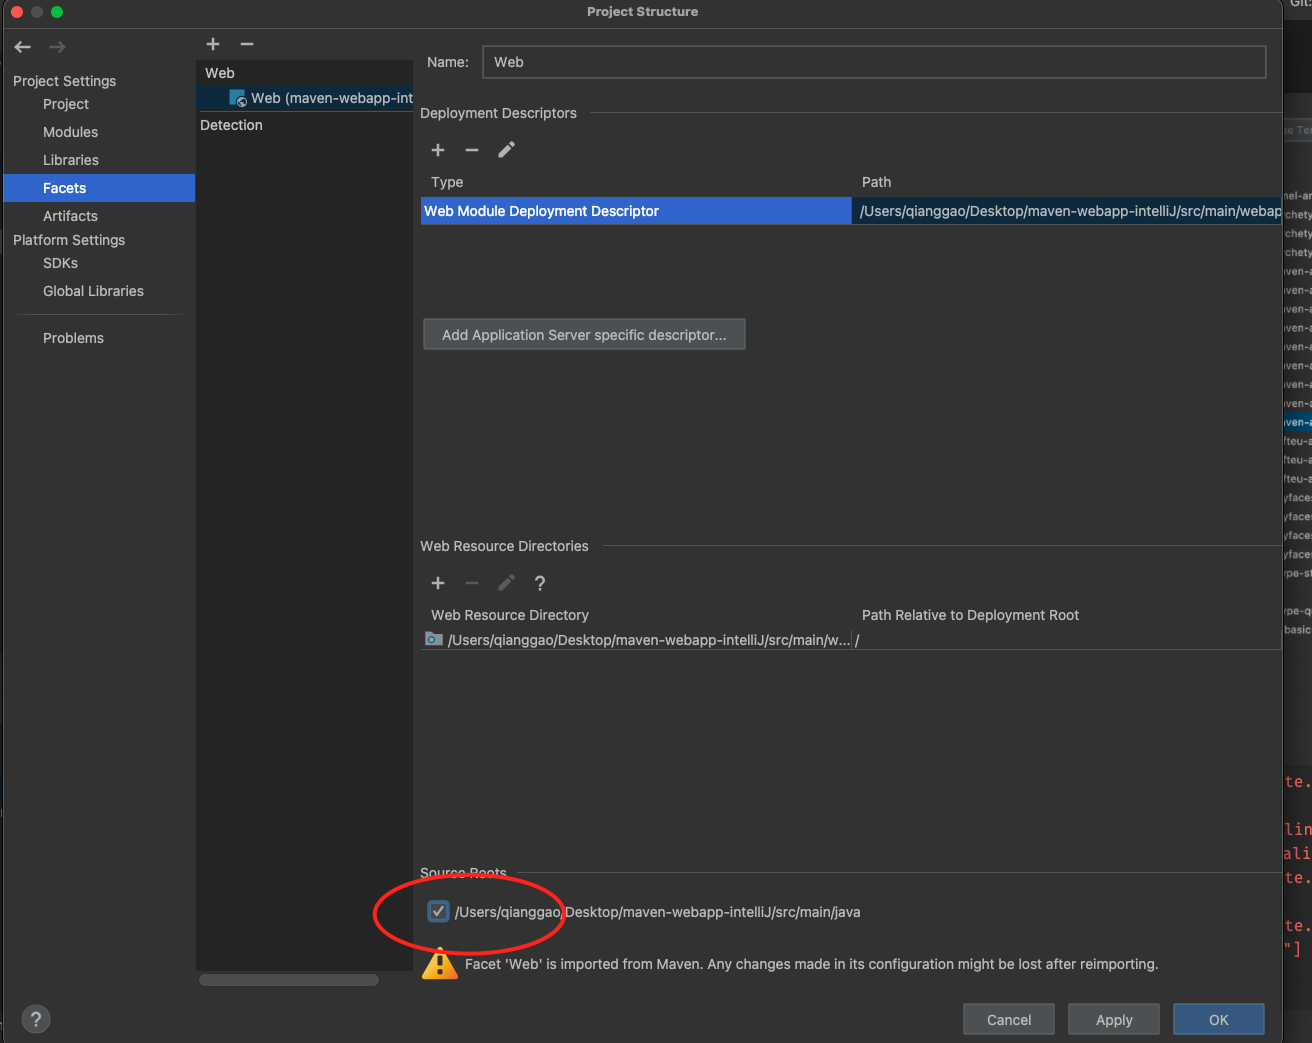 Project Structure
Git:
Project Settings
Project
Modules
Libraries
Facets
Artifacts
Platform Settings
SDKs
Global Libraries
Problems
Web
Web (maven-webapp-int
Detection
Name: Web
Deployment Descriptors
Type Path
Web Module Deployment Descriptor /Users/qianggao/Desktop/maven-webapp-intelliJ/src/main/webap
Add Application Server specific descriptor...
Web Resource Directories
?
Web Resource Directory Path Relative to Deployment Root
/Users/qianggao/Desktop/maven-webapp-intelliJ/src/main/w... /
Source Roots
/Users/qianggao/Desktop/maven-webapp-intelliJ/src/main/java
Facet 'Web' is imported from Maven. Any changes made in its configuration might be lost after reimporting.
? Cancel Apply OK